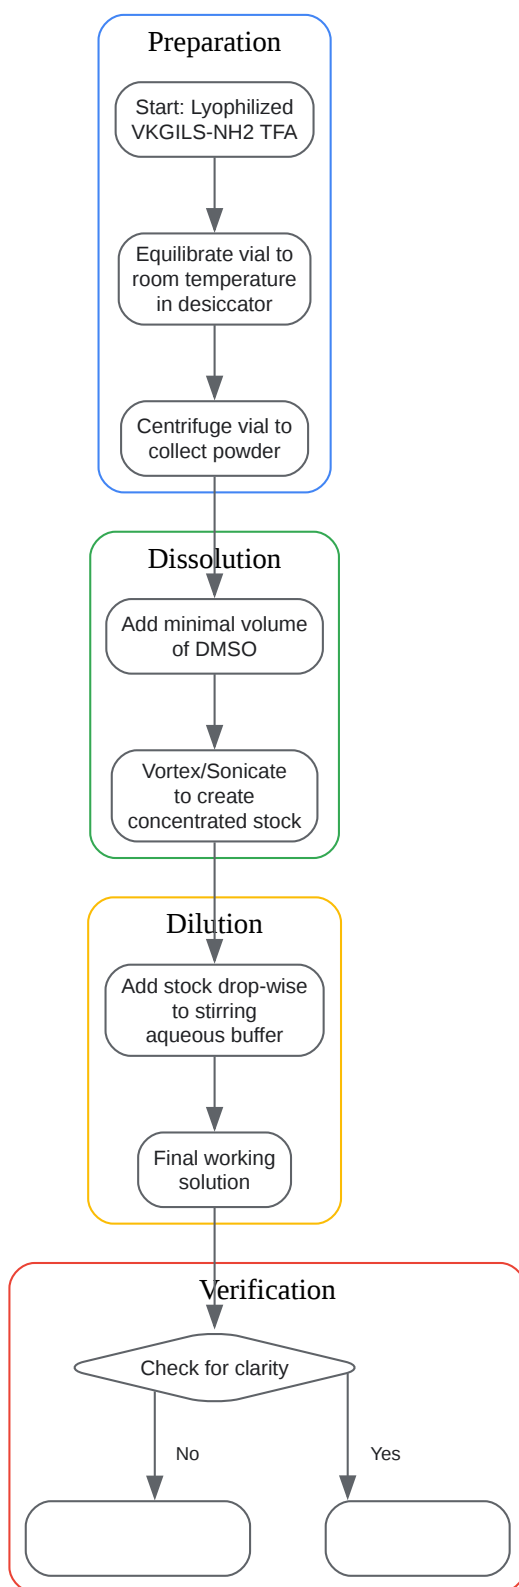 Preparation
Start: Lyophilized
VKGILS-NH2 TFA
Equilibrate vial to
room temperature
in desiccator
Centrifuge vial to
collect powder
Dissolution
Add minimal volume
of DMSO
Vortex/Sonicate
to create
concentrated stock
Dilution
Add stock drop-wise
to stirring
aqueous buffer
Final working
solution
Verification
Check for clarity
No
Yes